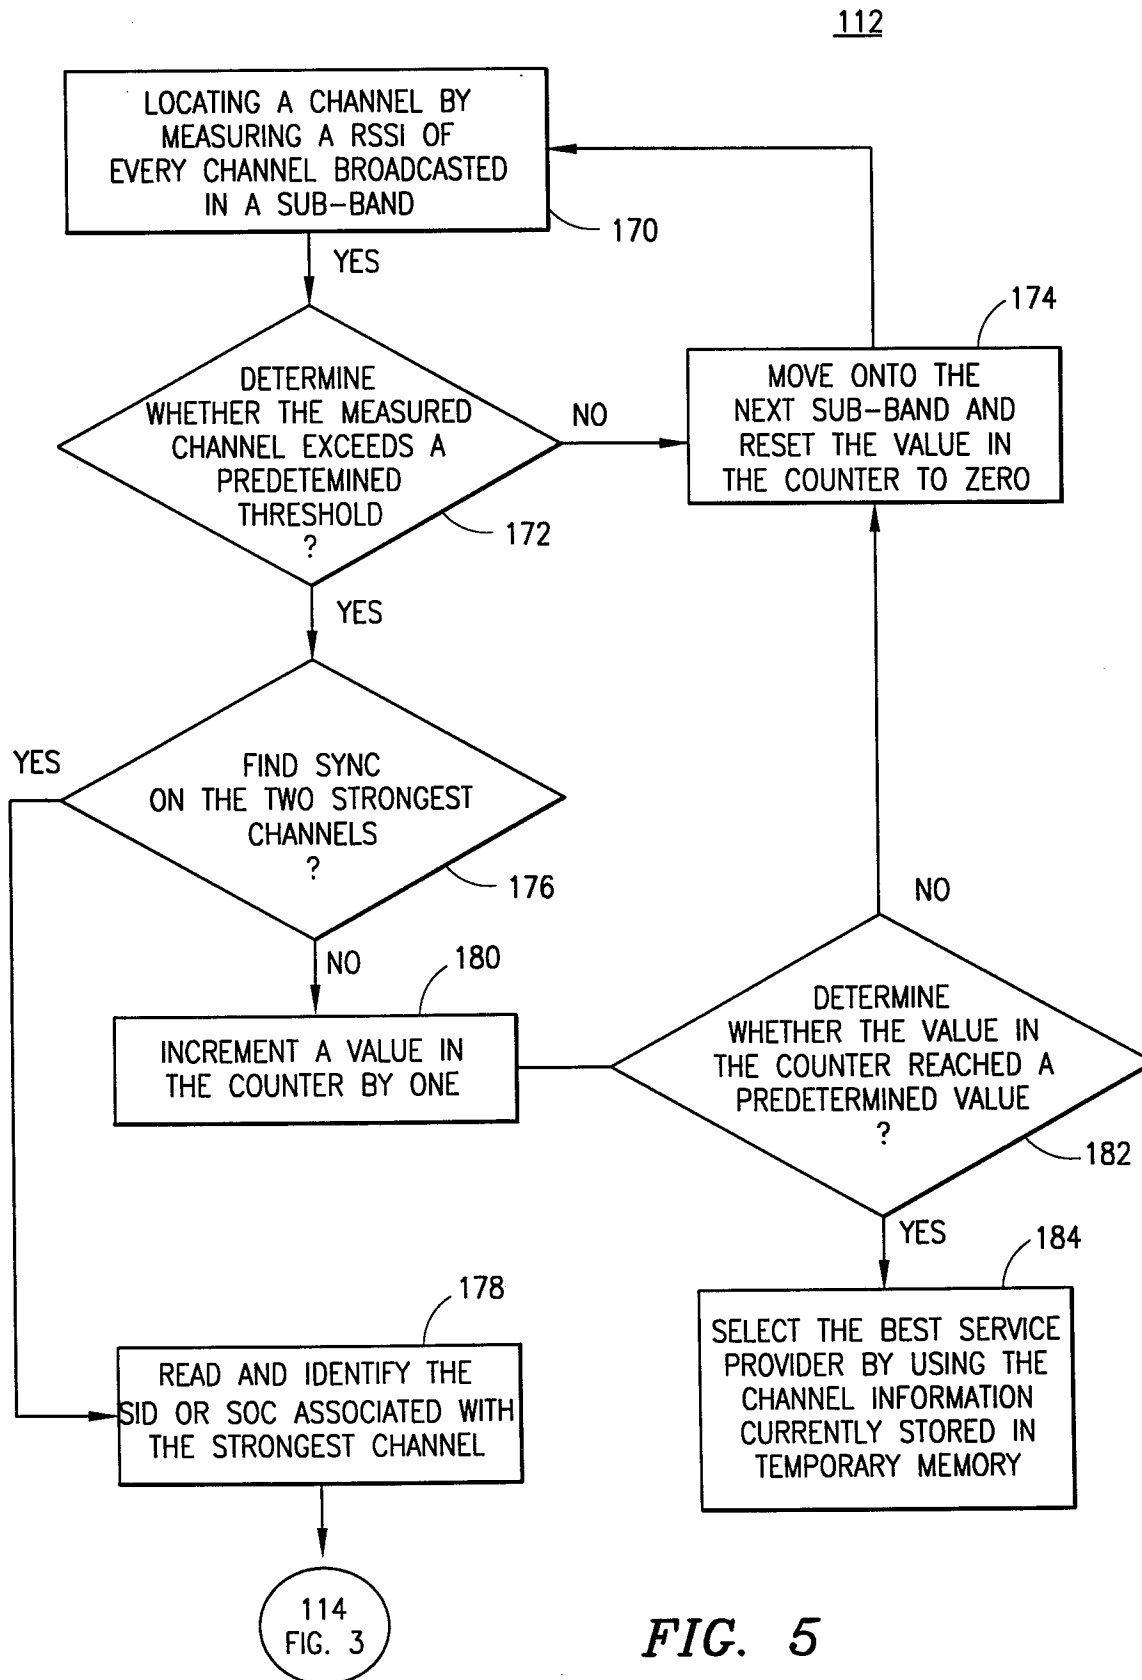 112
LOCATING A CHANNEL BY
MEASURING A RSSI OF
EVERY CHANNEL BROADCASTED
IN A SUB-BAND
170
YES
DETERMINE
WHETHER THE MEASURED
CHANNEL EXCEEDS A
PREDETEMINED
THRESHOLD
?
172
NO
174
MOVE ONTO THE
NEXT SUB-BAND AND
RESET THE VALUE IN
THE COUNTER TO ZERO
YES
YES
FIND SYNC
ON THE TWO STRONGEST
CHANNELS
?
176
NO
180
INCREMENT A VALUE IN
THE COUNTER BY ONE
NO
DETERMINE
WHETHER THE VALUE IN
THE COUNTER REACHED A
PREDETERMINED VALUE
?
182
YES
184
SELECT THE BEST SERVICE
PROVIDER BY USING THE
CHANNEL INFORMATION
CURRENTLY STORED IN
TEMPORARY MEMORY
178
READ AND IDENTIFY THE
SID OR SOC ASSOCIATED WITH
THE STRONGEST CHANNEL
114
FIG. 3
FIG. 5